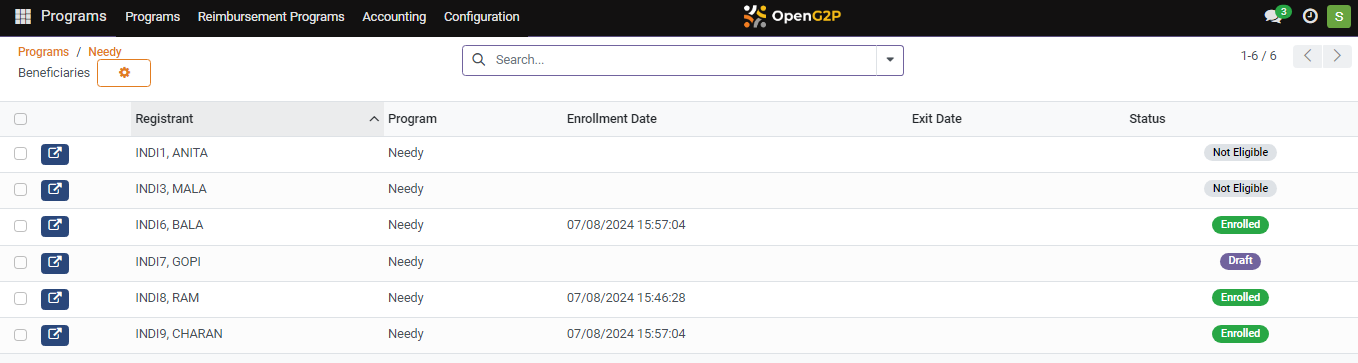 Programs Programs Reimbursement Programs Accounting Configuration OpenG2P 3 S
Programs / Needy
Beneficiaries
Search...
1-6 / 6
Registrant Program Enrollment Date Exit Date Status
INDI1, ANITA Needy Not Eligible
INDI3, MALA Needy Not Eligible
INDI6, BALA Needy 07/08/2024 15:57:04 Enrolled
INDI7, GOPI Needy Draft
INDI8, RAM Needy 07/08/2024 15:46:28 Enrolled
INDI9, CHARAN Needy 07/08/2024 15:57:04 Enrolled